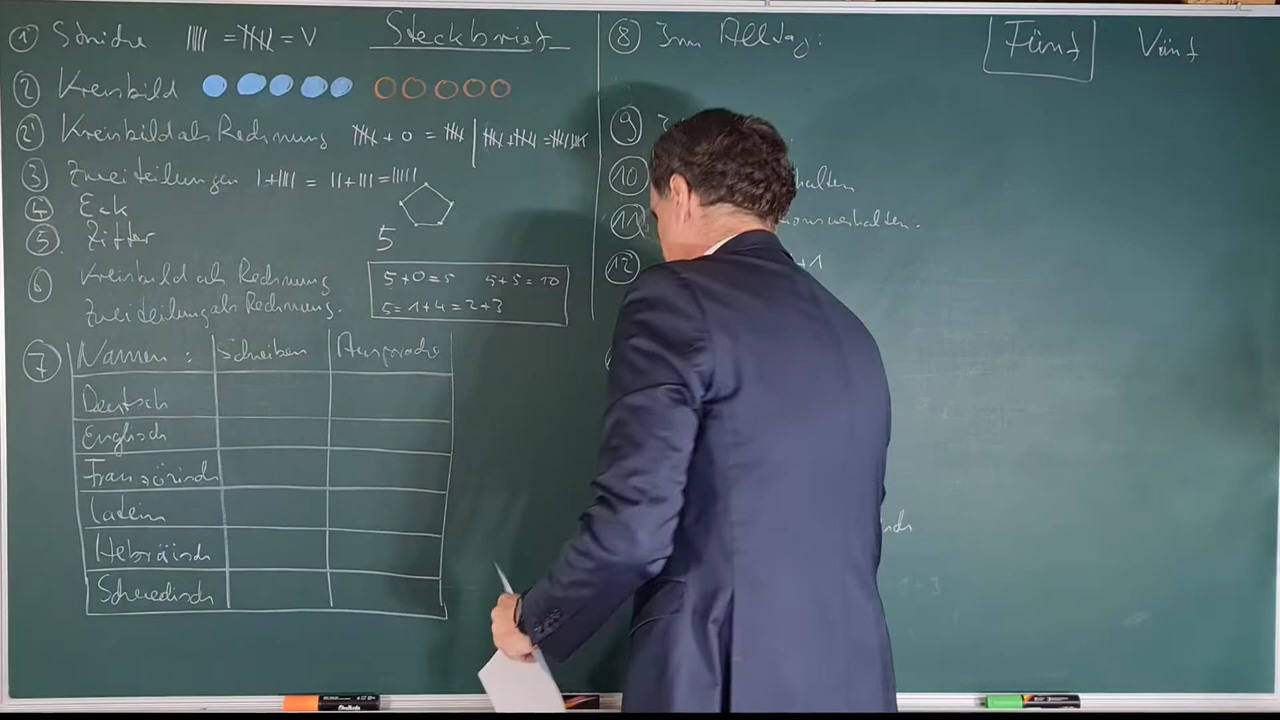 ① Striche |||| = 卌 = V
Steckbrief
② Kreisbild
②' Kreisbild als Rechnung 卌 + 0 = 卌 | 卌 + 卌 = 卌 卌
③ Zweiteilungen | + |||| = || + ||| = |||||
④ Eck
⑤ Ziffer 5
⑥ Kreisbild als Rechnung
Zweiteilung als Rechnung.
5 + 0 = 5 5 + 5 = 10
5 = 1 + 4 = 2 + 3
⑦ Namen: Schreiben Aussprache
Deutsch
Englisch
Französisch
Latein
Hebräisch
Schwedisch
⑧ Im Alltag:
Fünf Vünf
⑨
⑩ halten
⑪ onsverhalten.
⑫ +1